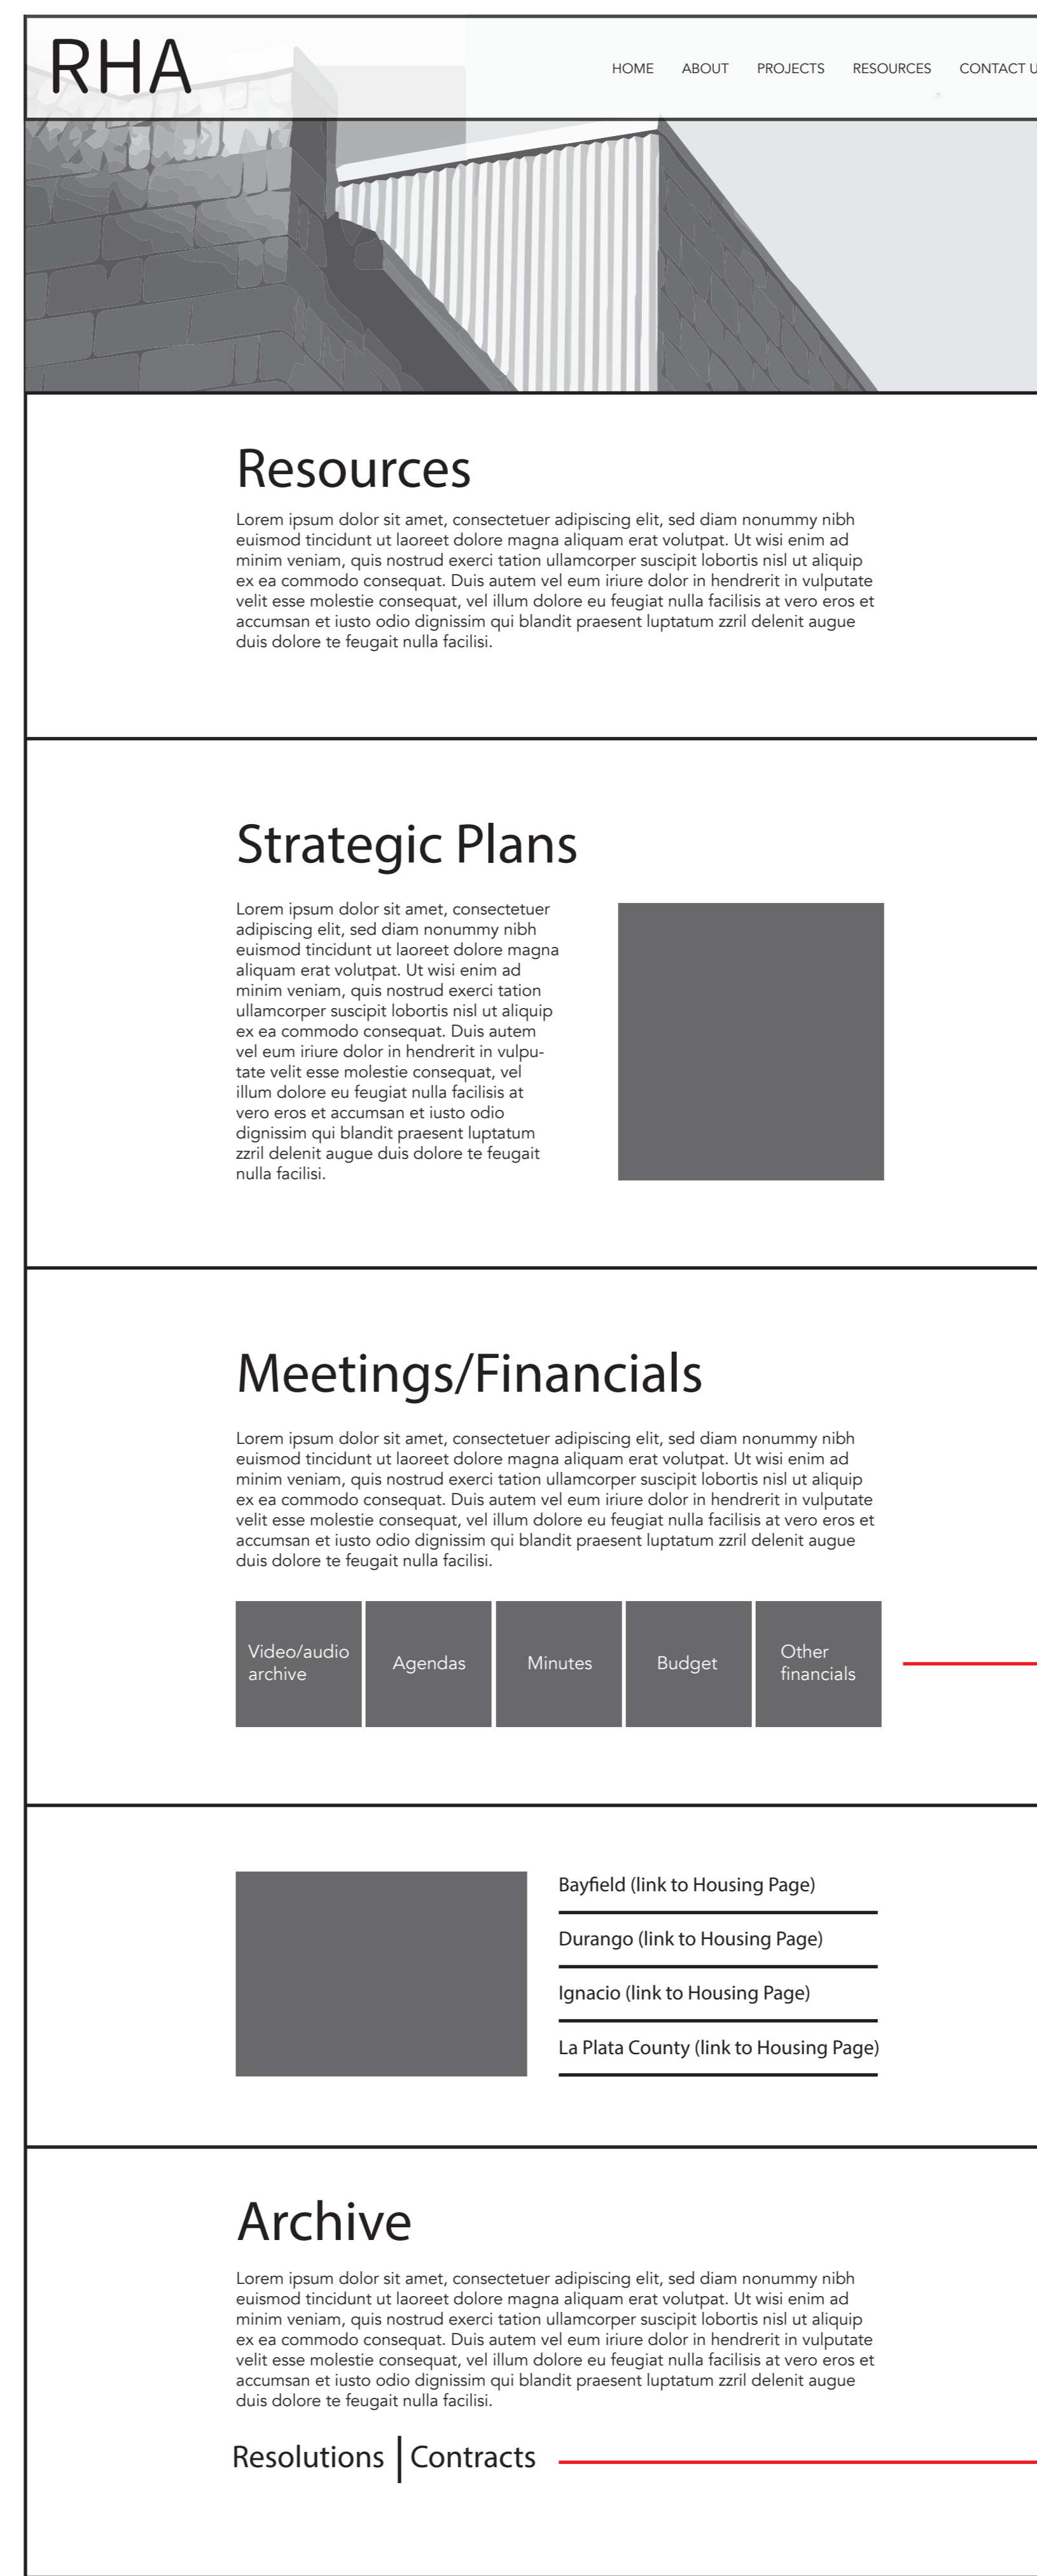 RHA
HOME ABOUT PROJECTS RESOURCES CONTACT
Resources
Lorem ipsum dolor sit amet, consectetuer adipiscing elit, sed diam nonummy nibh
euismod tincidunt ut laoreet dolore magna aliquam erat volutpat. Ut wisi enim ad
minim veniam, quis nostrud exerci tation ullamcorper suscipit lobortis nisl ut aliquip
ex ea commodo consequat. Duis autem vel eum iriure dolor in hendrerit in vulputate
velit esse molestie consequat, vel illum dolore eu feugiat nulla facilisis at vero eros et
accumsan et iusto odio dignissim qui blandit praesent luptatum zzril delenit augue
duis dolore te feugait nulla facilisi.
Strategic Plans
Lorem ipsum dolor sit amet, consectetuer
adipiscing elit, sed diam nonummy nibh
euismod tincidunt ut laoreet dolore magna
aliquam erat volutpat. Ut wisi enim ad
minim veniam, quis nostrud exerci tation
ullamcorper suscipit lobortis nisl ut aliquip
ex ea commodo consequat. Duis autem
vel eum iriure dolor in hendrerit in vulpu-
tate velit esse molestie consequat, vel
illum dolore eu feugiat nulla facilisis at
vero eros et accumsan et iusto odio
dignissim qui blandit praesent luptatum
zzril delenit augue duis dolore te feugait
nulla facilisi.
Meetings/Financials
Lorem ipsum dolor sit amet, consectetuer adipiscing elit, sed diam nonummy nibh
euismod tincidunt ut laoreet dolore magna aliquam erat volutpat. Ut wisi enim ad
minim veniam, quis nostrud exerci tation ullamcorper suscipit lobortis nisl ut aliquip
ex ea commodo consequat. Duis autem vel eum iriure dolor in hendrerit in vulputate
velit esse molestie consequat, vel illum dolore eu feugiat nulla facilisis at vero eros et
accumsan et iusto odio dignissim qui blandit praesent luptatum zzril delenit augue
duis dolore te feugait nulla facilisi.
Video/audio
archive
Agendas
Minutes
Budget
Other
financials
Bayfield (link to Housing Page)
Durango (link to Housing Page)
Ignacio (link to Housing Page)
La Plata County (link to Housing Page)
Archive
Lorem ipsum dolor sit amet, consectetuer adipiscing elit, sed diam nonummy nibh
euismod tincidunt ut laoreet dolore magna aliquam erat volutpat. Ut wisi enim ad
minim veniam, quis nostrud exerci tation ullamcorper suscipit lobortis nisl ut aliquip
ex ea commodo consequat. Duis autem vel eum iriure dolor in hendrerit in vulputate
velit esse molestie consequat, vel illum dolore eu feugiat nulla facilisis at vero eros et
accumsan et iusto odio dignissim qui blandit praesent luptatum zzril delenit augue
duis dolore te feugait nulla facilisi.
Resolutions | Contracts